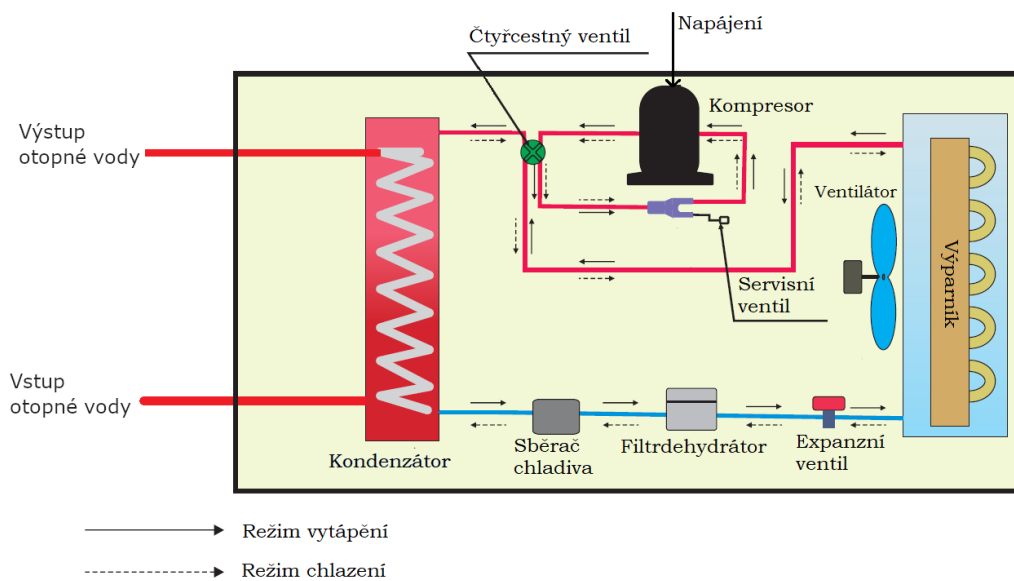 Napájení
Čtyřcestný ventil
Kompresor
Výstup
otopné vody
Ventilátor
Výparník
Servisní
ventil
Vstup
otopné vody
Kondenzátor
Sběrač
chladiva
Filtrdehydrátor
Expanzní
ventil
Režim vytápění
Režim chlazení